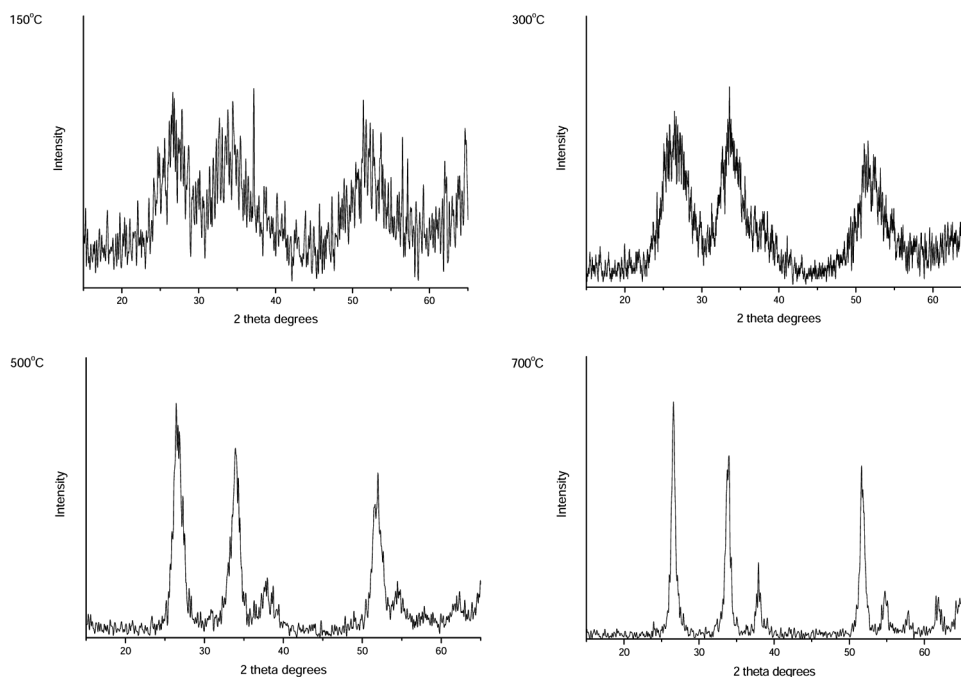 150°C
Intensity
20 30 40 50 60
2 theta degrees
300°C
Intensity
20 30 40 50 60
2 theta degrees
500°C
Intensity
20 30 40 50 60
2 theta degrees
700°C
Intensity
20 30 40 50 60
2 theta degrees